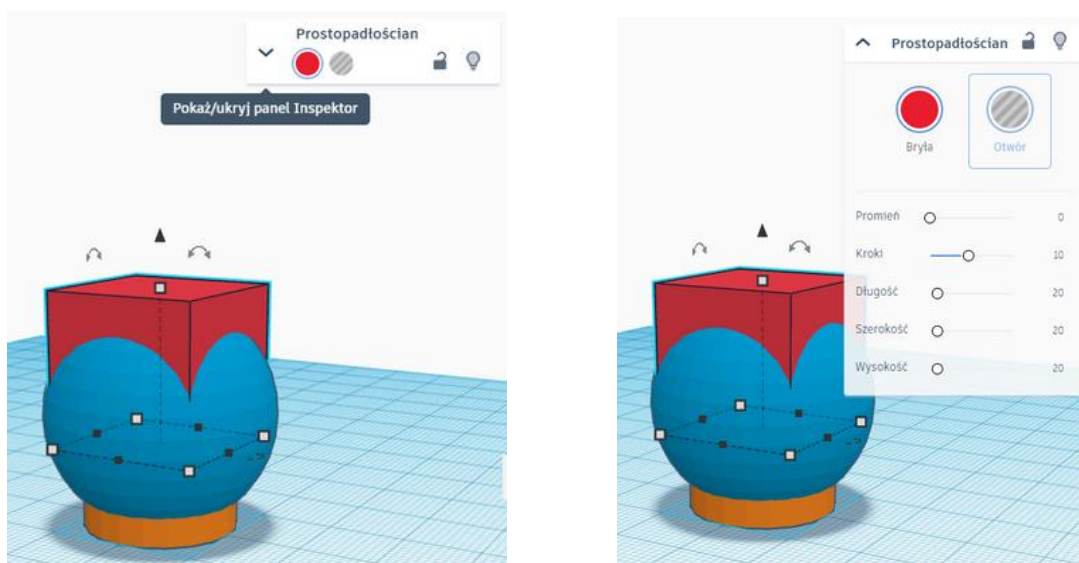 Prostopadłościan
Pokaż/ukryj panel Inspektor
Prostopadłościan
Bryła Otwór
Promień 0
Kroki 10
Długość 20
Szerokość 20
Wysokość 20